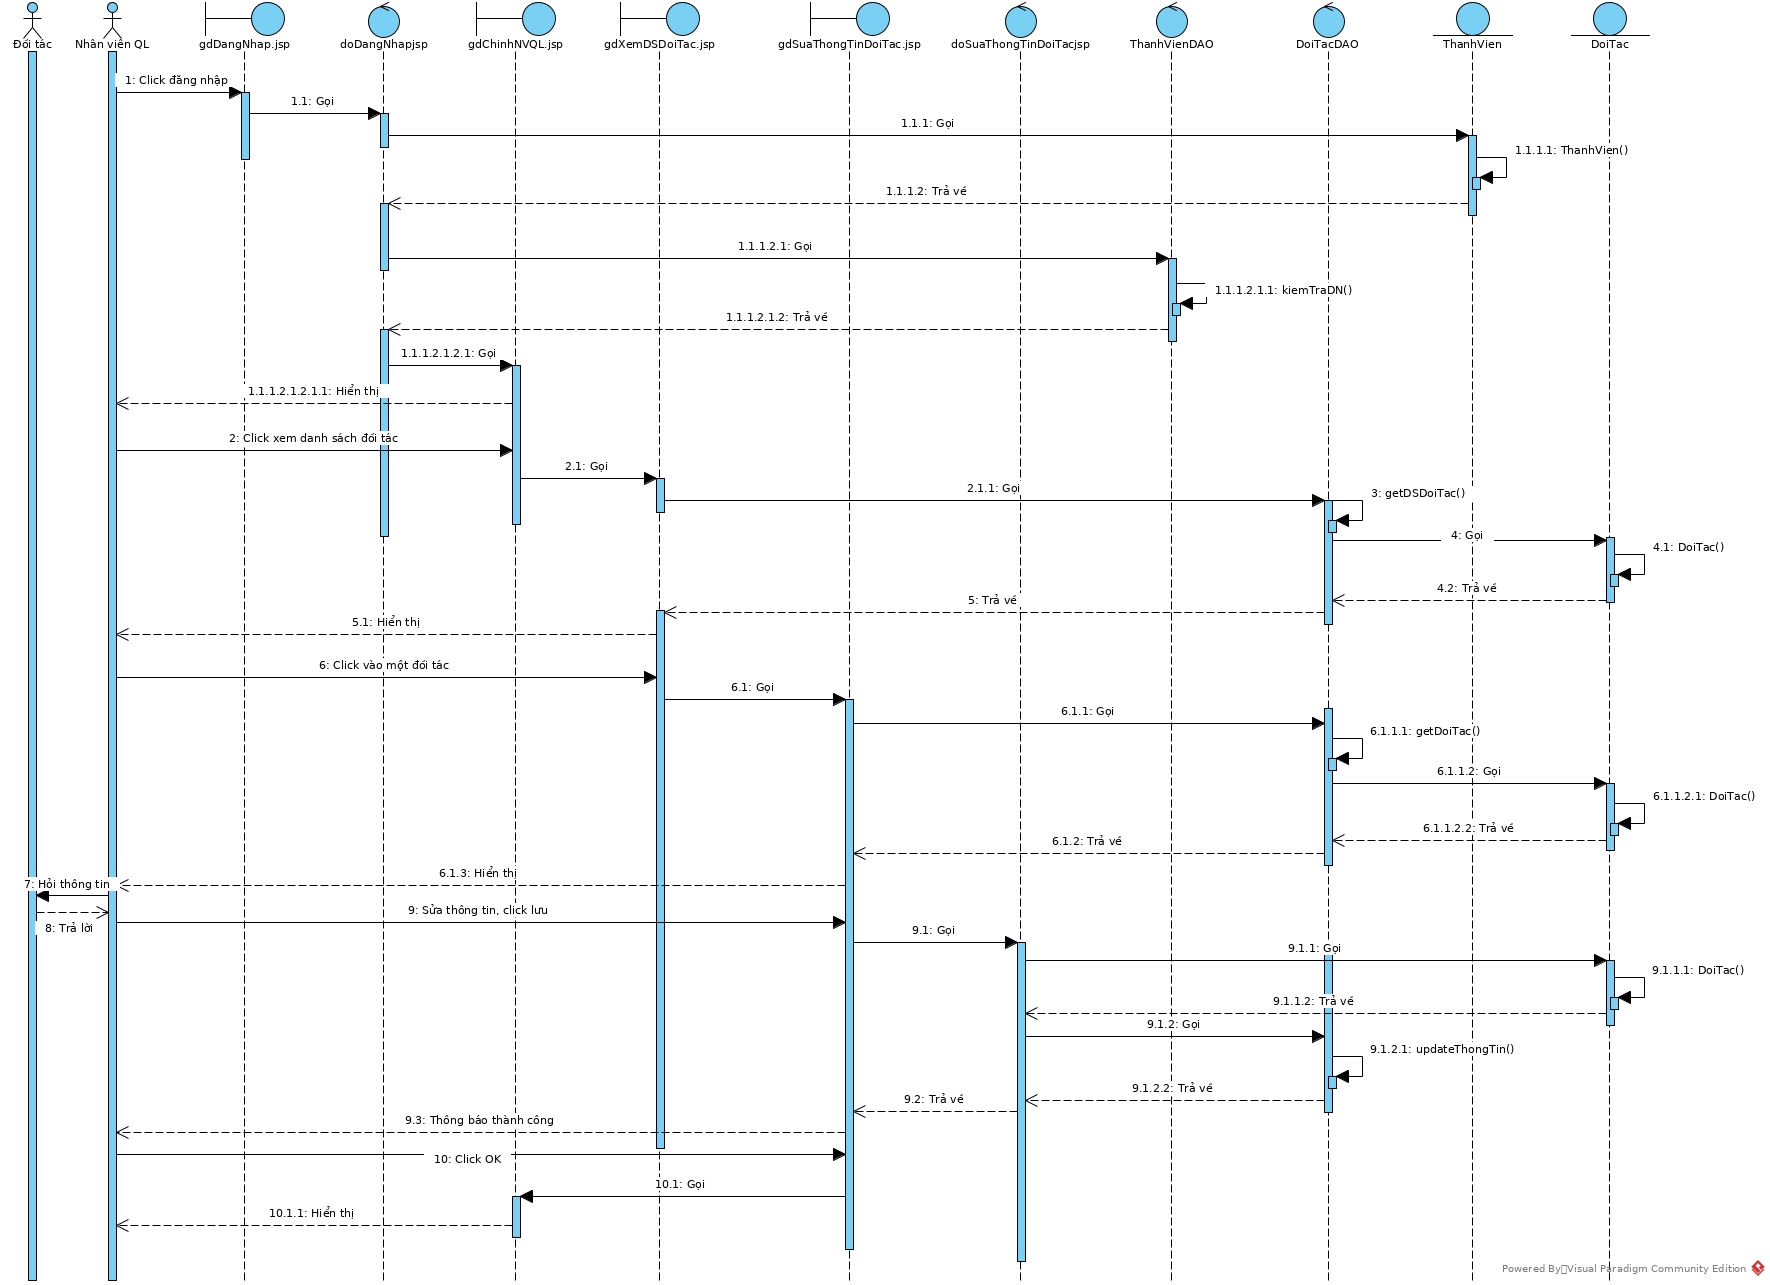 Đối tác
Nhân viên QL
gdDangNhap.jsp
doDangNhapjsp
gdChinhNVQL.jsp
gdXemDSDoiTac.jsp
gdSuaThongTinDoiTac.jsp
doSuaThongTinDoiTacjsp
ThanhVienDAO
DoiTacDAO
ThanhVien
DoiTac
1: Click đăng nhập
1.1: Gọi
1.1.1: Gọi
1.1.1.1: ThanhVien()
1.1.1.2: Trả về
1.1.1.2.1: Gọi
1.1.1.2.1.1: kiemTraDN()
1.1.1.2.1.2: Trả về
1.1.1.2.1.2.1: Gọi
1.1.1.2.1.2.1.1: Hiển thị
2: Click xem danh sách đối tác
2.1: Gọi
2.1.1: Gọi
3: getDSDoiTac()
4: Gọi
4.1: DoiTac()
4.2: Trả về
5: Trả về
5.1: Hiển thị
6: Click vào một đối tác
6.1: Gọi
6.1.1: Gọi
6.1.1.1: getDoiTac()
6.1.1.2: Gọi
6.1.1.2.1: DoiTac()
6.1.1.2.2: Trả về
6.1.2: Trả về
6.1.3: Hiển thị
7: Hỏi thông tin
8: Trả lời
9: Sửa thông tin, click lưu
9.1: Gọi
9.1.1: Gọi
9.1.1.1: DoiTac()
9.1.1.2: Trả về
9.1.2: Gọi
9.1.2.1: updateThongTin()
9.1.2.2: Trả về
9.2: Trả về
9.3: Thông báo thành công
10: Click OK
10.1: Gọi
10.1.1: Hiển thị
Powered By Visual Paradigm Community Edition